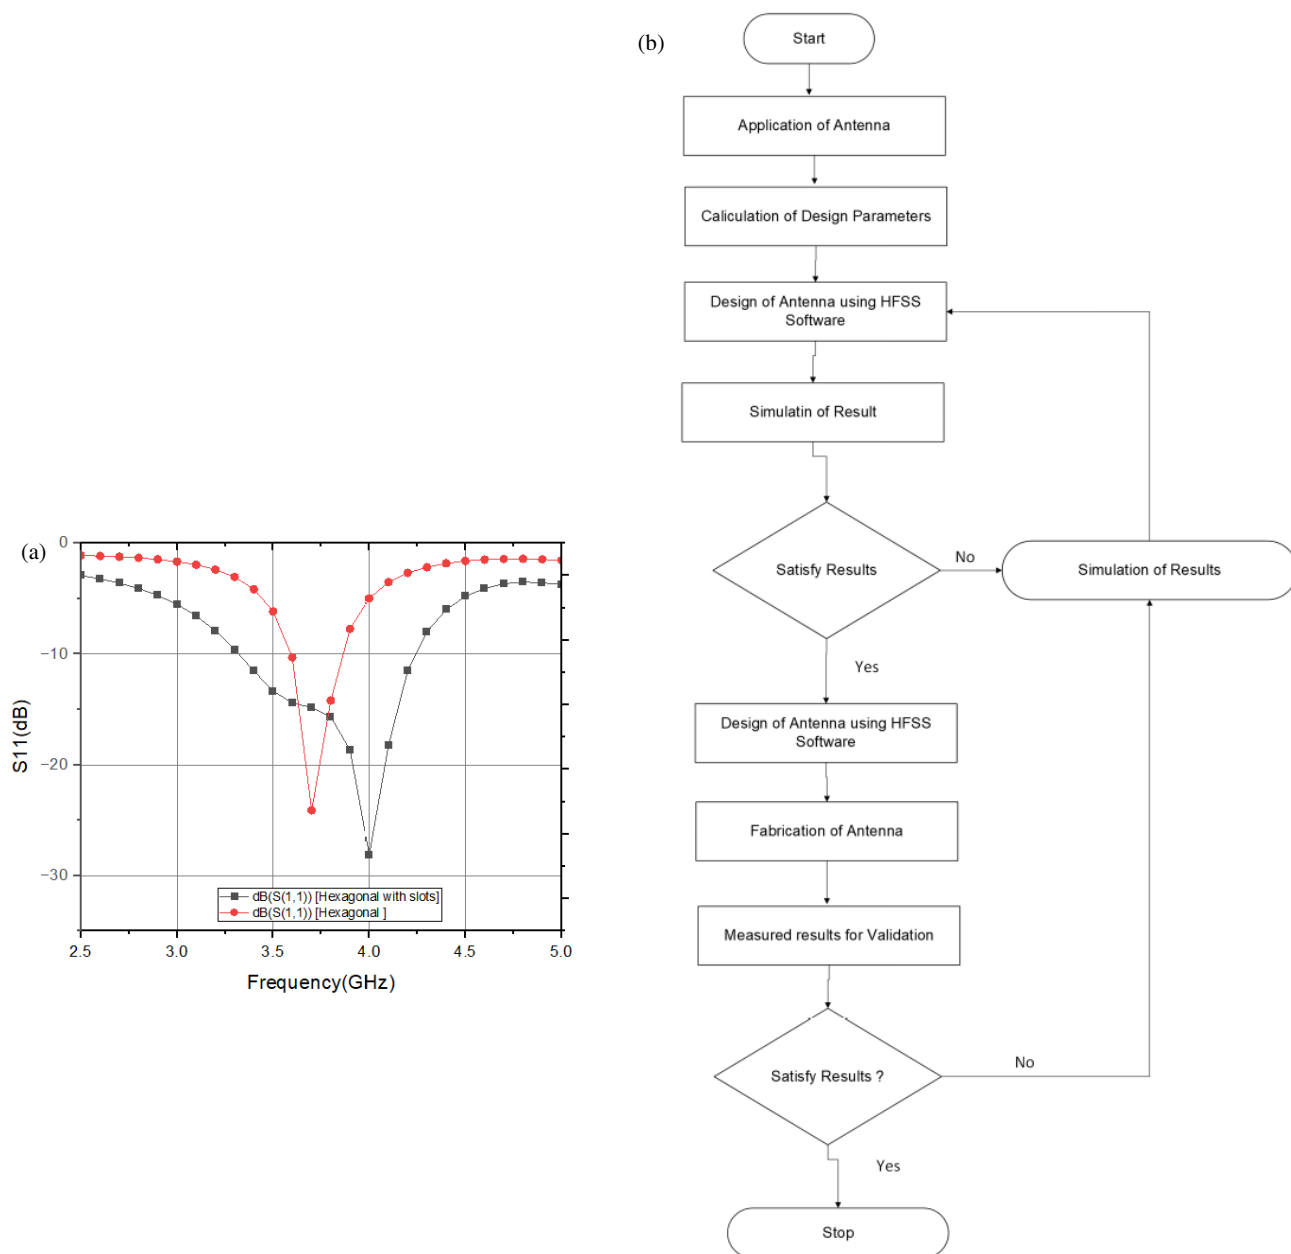 (a)
0
−10
−20
−30
S11(dB)
dB(S(1,1)) [Hexagonal with slots]
dB(S(1,1)) [Hexagonal ]
2.5 3.0 3.5 4.0 4.5 5.0
Frequency(GHz)
(b)
Start
Application of Antenna
Caliculation of Design Parameters
Design of Antenna using HFSS
Software
Simulatin of Result
Satisfy Results
No
Simulation of Results
Yes
Design of Antenna using HFSS
Software
Fabrication of Antenna
Measured results for Validation
Satisfy Results ?
No
Yes
Stop